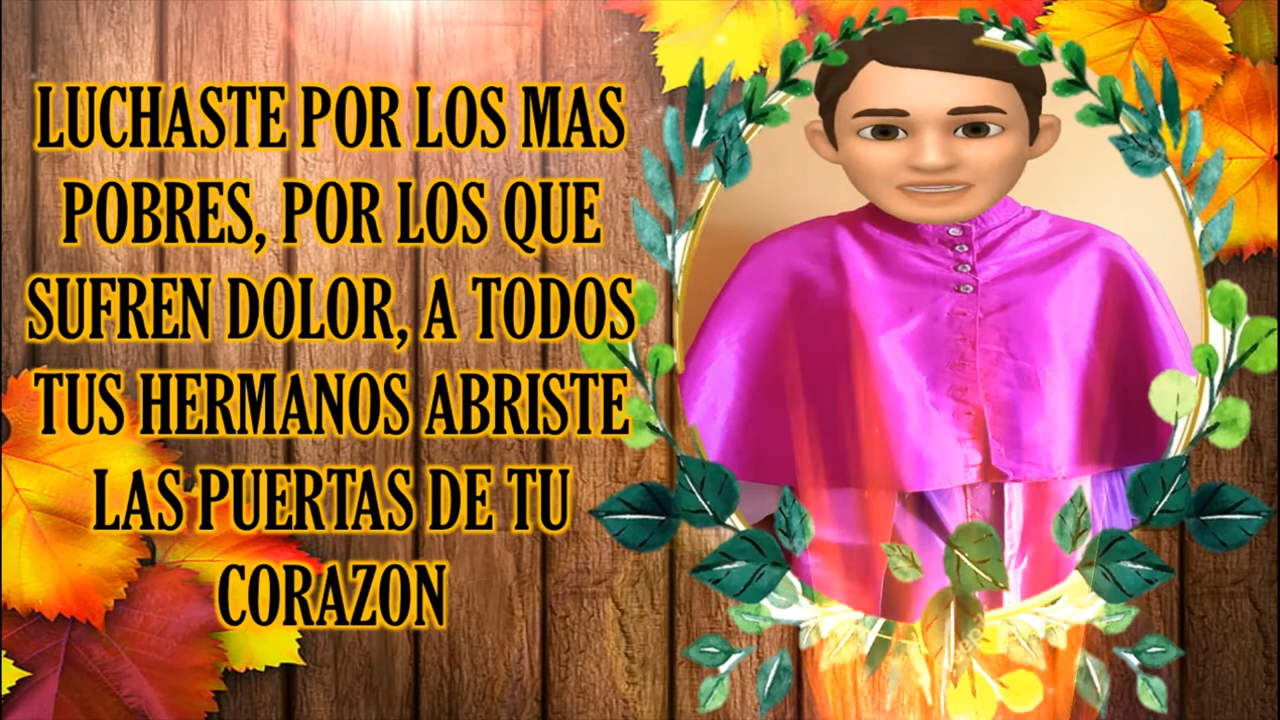 LUCHASTE POR LOS MAS
POBRES, POR LOS QUE
SUFREN DOLOR, A TODOS
TUS HERMANOS ABRISTE
LAS PUERTAS DE TU
CORAZON